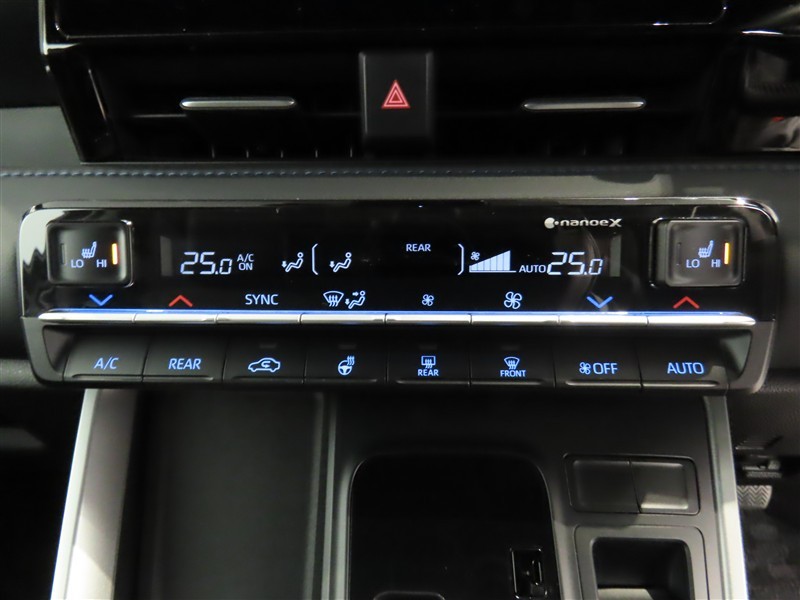 nanoeX
LO HI
25.0 A/C ON
REAR
AUTO 25.0
LO HI
SYNC
A/C REAR REAR FRONT OFF AUTO